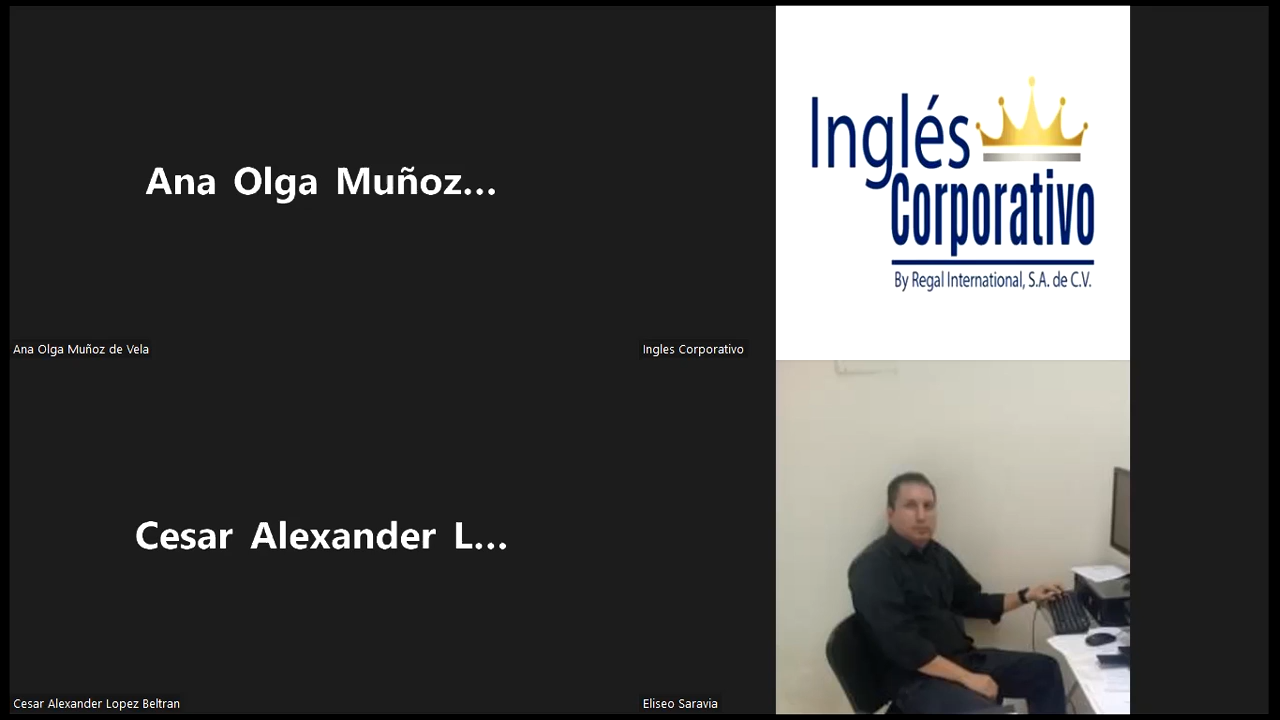 Ana Olga Muñoz...
Inglés
Corporativo
By Regal International, S.A. de C.V.
Ana Olga Muñoz de Vela
Ingles Corporativo
Cesar Alexander L...
Cesar Alexander Lopez Beltran
Eliseo Saravia